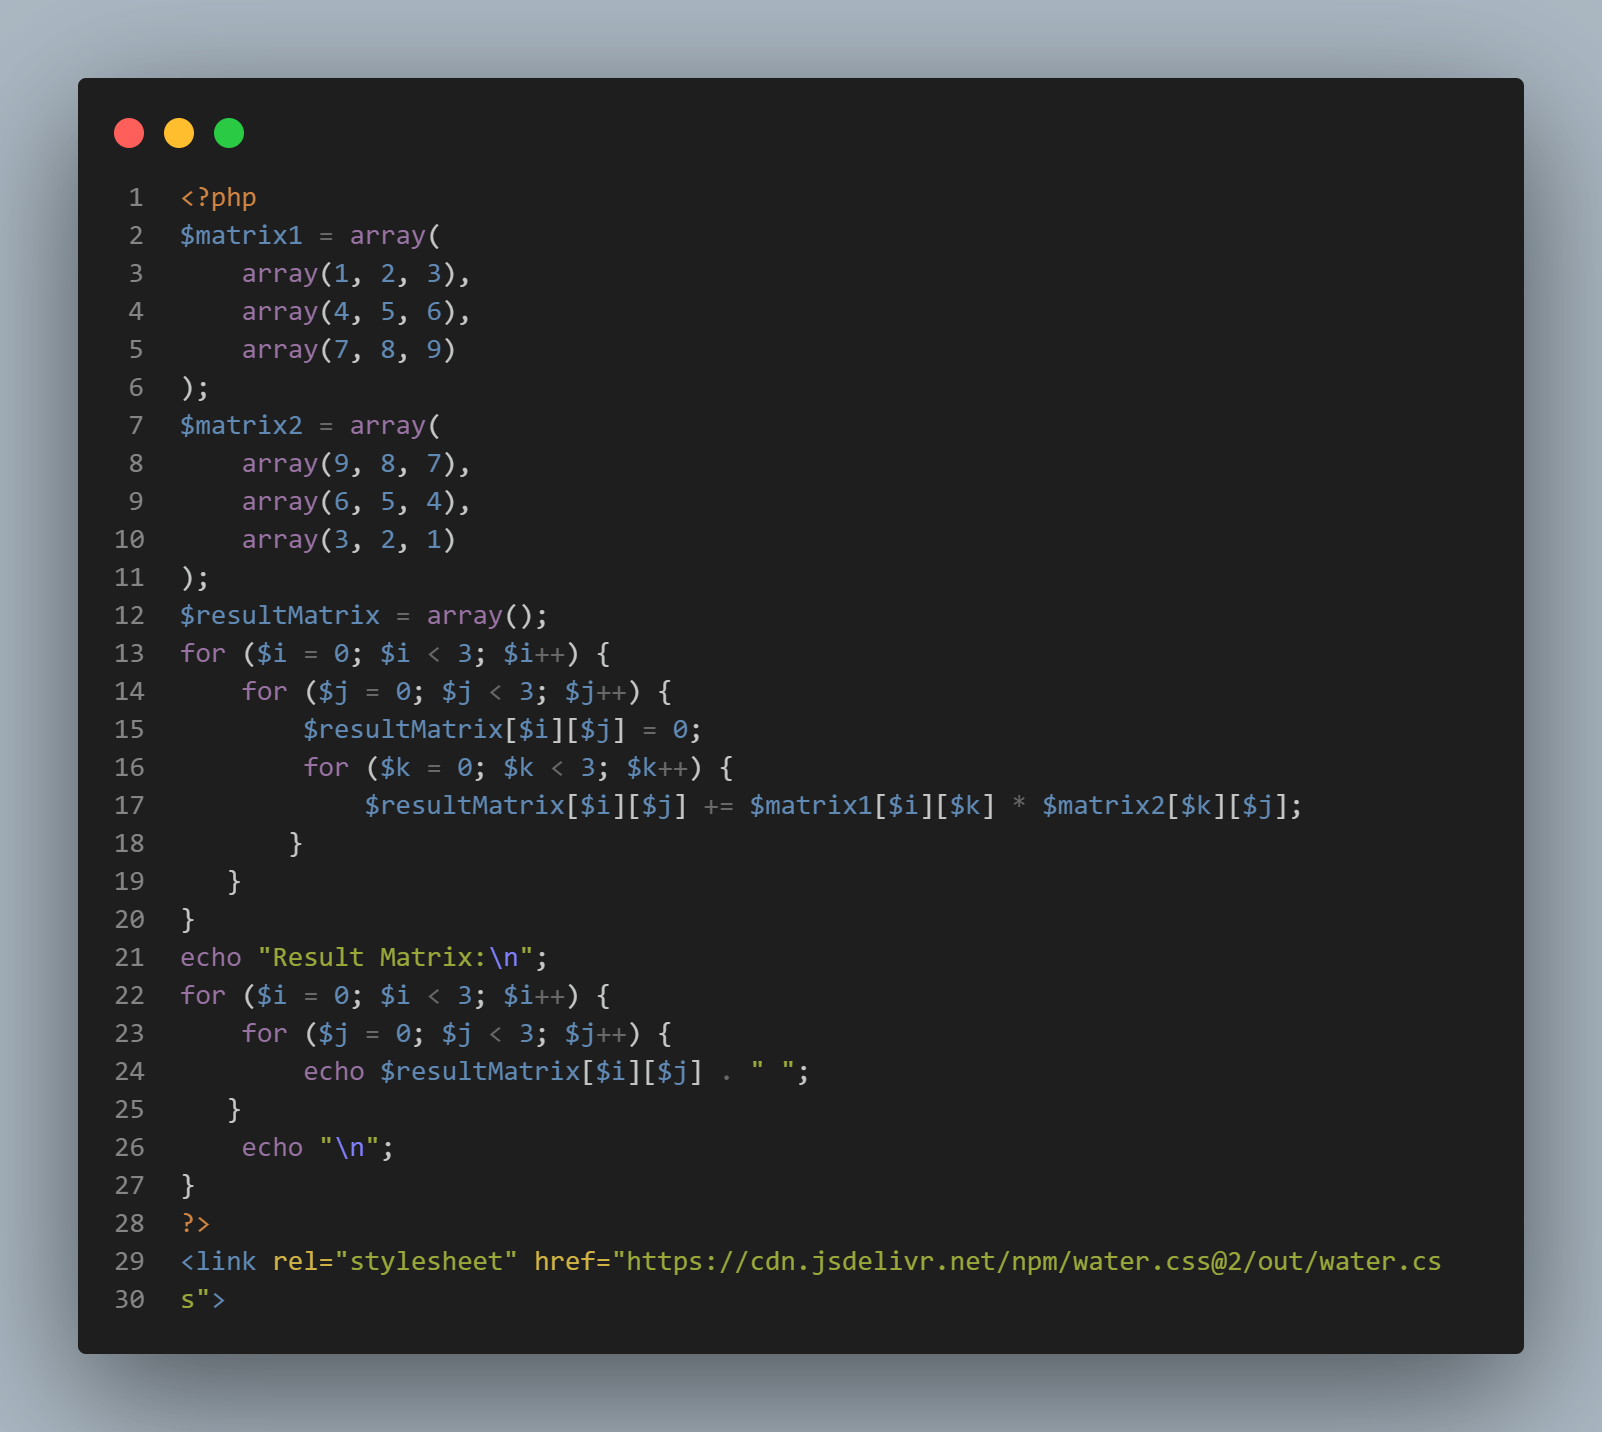 1 <?php
2 $matrix1 = array(
3     array(1, 2, 3),
4     array(4, 5, 6),
5     array(7, 8, 9)
6 );
7 $matrix2 = array(
8     array(9, 8, 7),
9     array(6, 5, 4),
10     array(3, 2, 1)
11 );
12 $resultMatrix = array();
13 for ($i = 0; $i < 3; $i++) {
14     for ($j = 0; $j < 3; $j++) {
15         $resultMatrix[$i][$j] = 0;
16         for ($k = 0; $k < 3; $k++) {
17             $resultMatrix[$i][$j] += $matrix1[$i][$k] * $matrix2[$k][$j];
18        }
19    }
20 }
21 echo "Result Matrix:\n";
22 for ($i = 0; $i < 3; $i++) {
23     for ($j = 0; $j < 3; $j++) {
24         echo $resultMatrix[$i][$j] . " ";
25    }
26     echo "\n";
27 }
28 ?>
29 <link rel="stylesheet" href="https://cdn.jsdelivr.net/npm/water.css@2/out/water.cs
30 s">